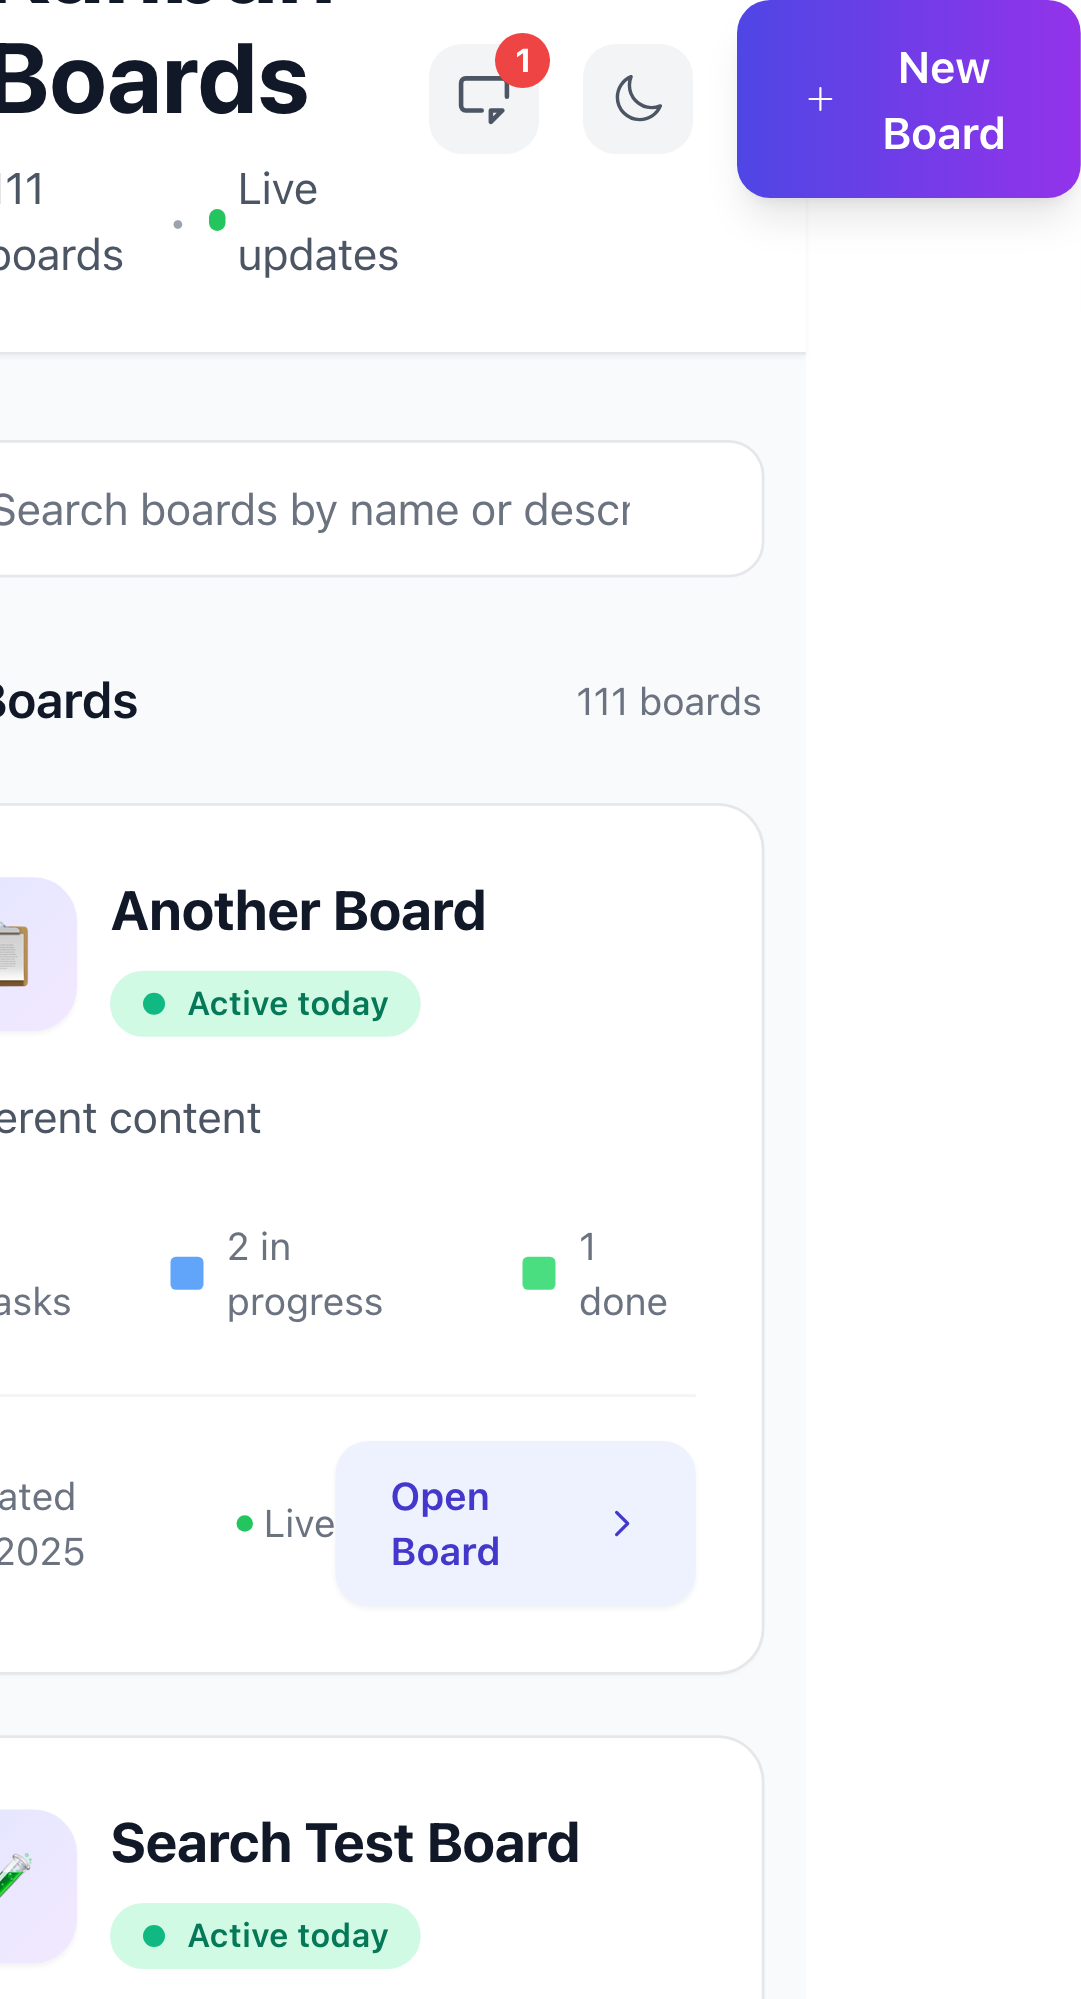 Boards
1
New
Board
111
boards
Live
updates
Search boards by name or descr
Boards
111 boards
Another Board
Active today
erent content
asks
2 in
progress
1
done
ated
2025
Live
Open
Board
Search Test Board
Active today